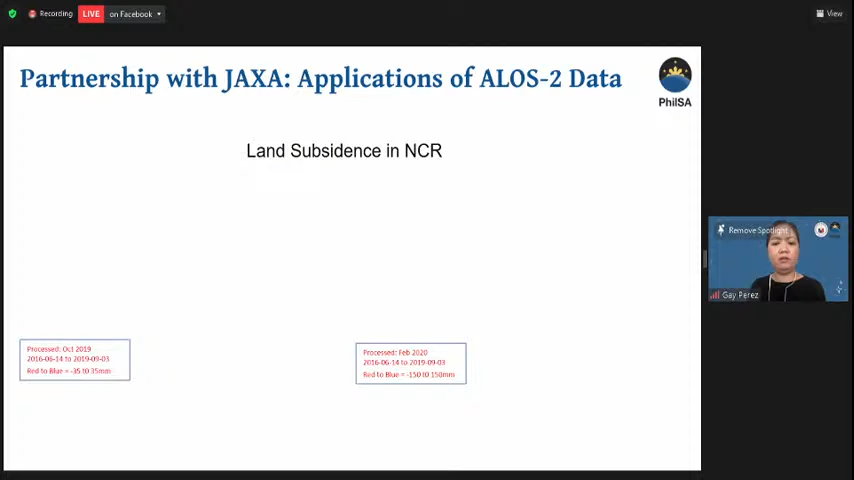 Recording
LIVE
on Facebook
View
Partnership with JAXA: Applications of ALOS-2 Data
PhilSA
Land Subsidence in NCR
Remove Spotlight
Gay Perez
Processed: Oct 2019
2016-06-14 to 2019-09-03
Red to Blue = -35 to 35mm
Processed: Feb 2020
2016-06-14 to 2019-09-03
Red to Blue = -150 to 150mm